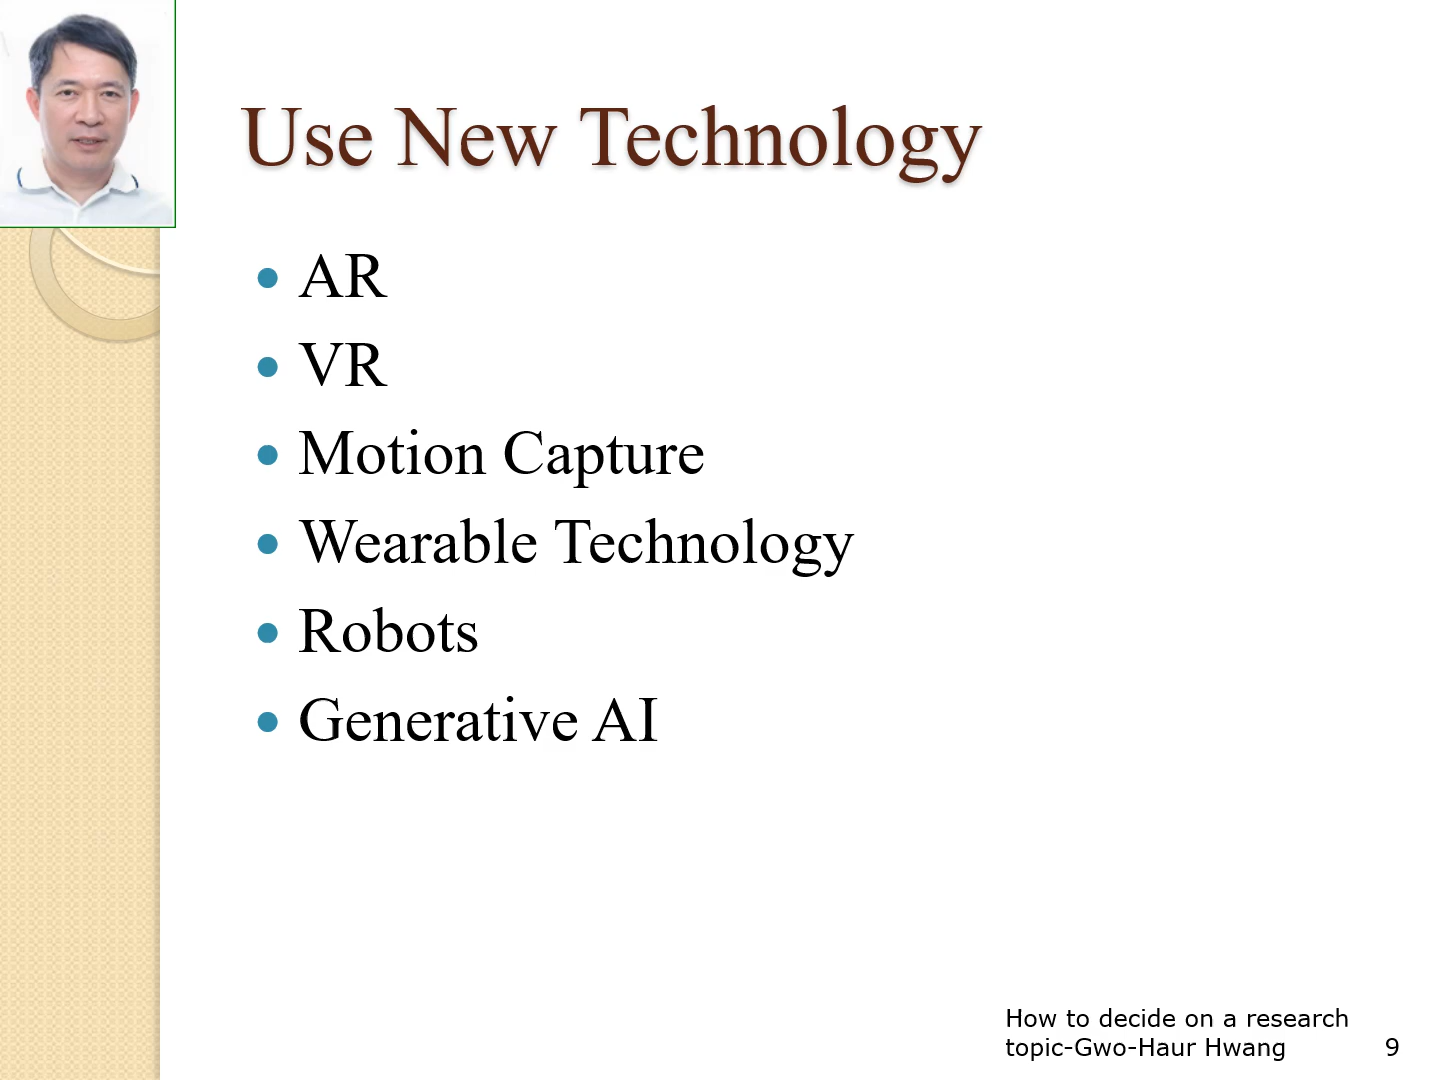 Use New Technology
AR
VR
Motion Capture
Wearable Technology
Robots
Generative AI
How to decide on a research
topic-Gwo-Haur Hwang
9